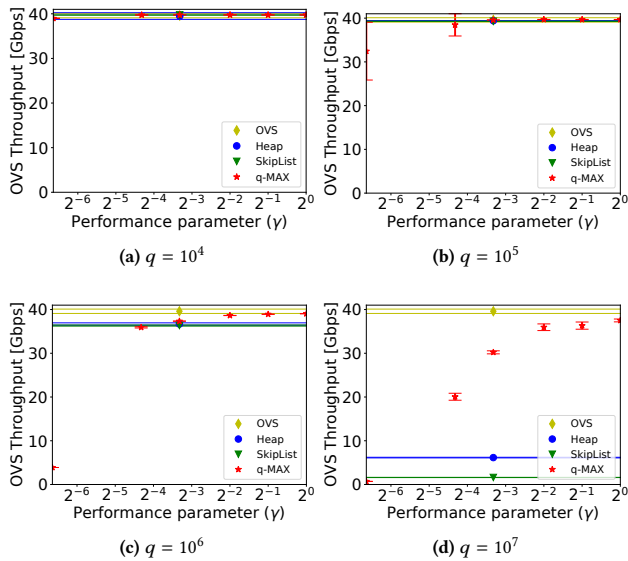 OVS Throughput [Gbps]
40
30
20
10
0
OVS
Heap
SkipList
q-MAX
2^-6 2^-5 2^-4 2^-3 2^-2 2^-1 2^0
Performance parameter (γ)
(a) q = 10^4
OVS Throughput [Gbps]
40
30
20
10
0
OVS
Heap
SkipList
q-MAX
2^-6 2^-5 2^-4 2^-3 2^-2 2^-1 2^0
Performance parameter (γ)
(b) q = 10^5
OVS Throughput [Gbps]
40
30
20
10
0
OVS
Heap
SkipList
q-MAX
2^-6 2^-5 2^-4 2^-3 2^-2 2^-1 2^0
Performance parameter (γ)
(c) q = 10^6
OVS Throughput [Gbps]
40
30
20
10
0
OVS
Heap
SkipList
q-MAX
2^-6 2^-5 2^-4 2^-3 2^-2 2^-1 2^0
Performance parameter (γ)
(d) q = 10^7